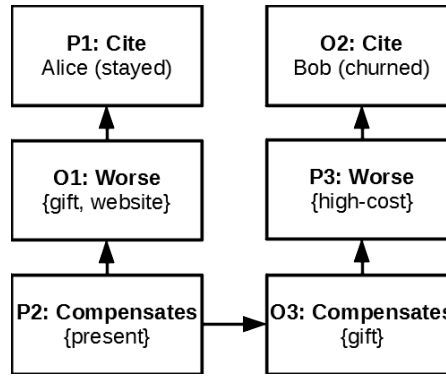 P1: Cite
Alice (stayed)
O2: Cite
Bob (churned)
O1: Worse
{gift, website}
P3: Worse
{high-cost}
P2: Compensates
{present}
O3: Compensates
{gift}